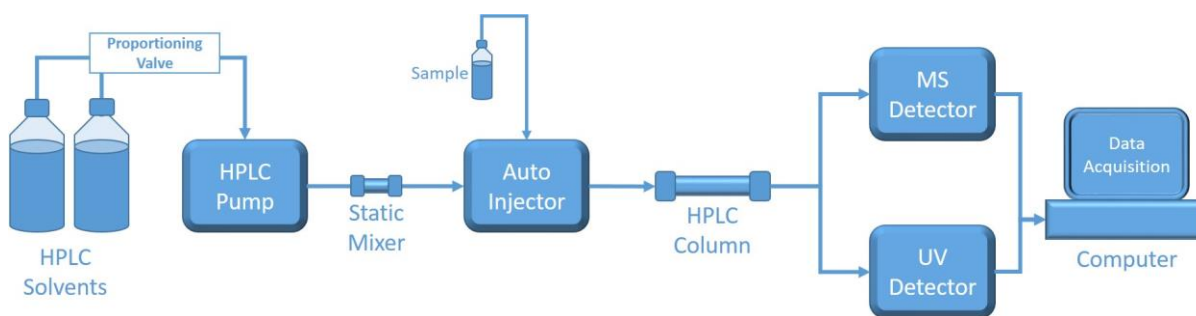 Proportioning
Valve
HPLC
Solvents
HPLC
Pump
Static
Mixer
Sample
Auto
Injector
HPLC
Column
MS
Detector
UV
Detector
Data
Acquisition
Computer